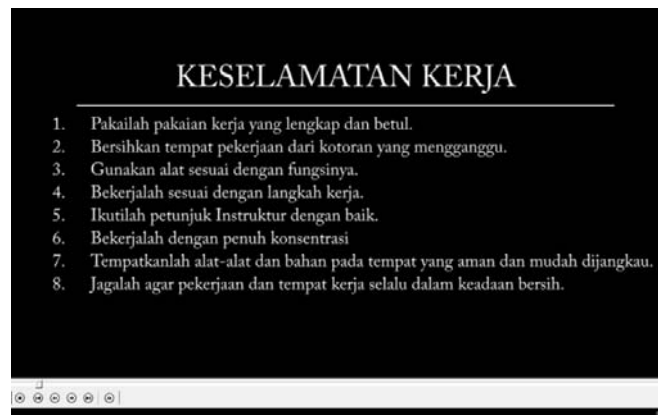 KESELAMATAN KERJA
1. Pakailah pakaian kerja yang lengkap dan betul.
2. Bersihkan tempat pekerjaan dari kotoran yang mengganggu.
3. Gunakan alat sesuai dengan fungsinya.
4. Bekerjalah sesuai dengan langkah kerja.
5. Ikutilah petunjuk Instruktur dengan baik.
6. Bekerjalah dengan penuh konsentrasi
7. Tempatkanlah alat-alat dan bahan pada tempat yang aman dan mudah dijangkau.
8. Jagalah agar pekerjaan dan tempat kerja selalu dalam keadaan bersih.